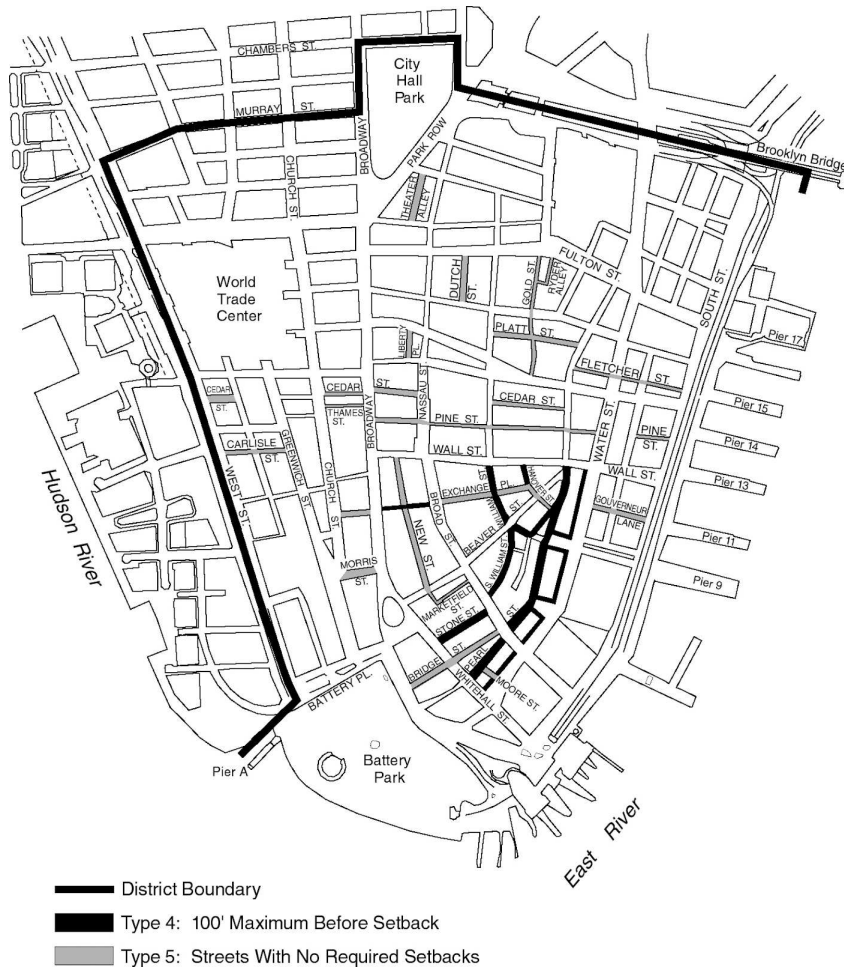 CHAMBERS ST.
City
Hall
Park
MURRAY ST.
BROADWAY
PARK ROW
Brooklyn Bridge
CHURCH ST.
THEATER
ALLEY
World
Trade
Center
DUTCH
ST.
GOLD ST.
RYDER
ALLEY
FULTON ST.
SOUTH ST.
PLATT ST.
Pier 17
LIBERTY
PL.
NASSAU ST.
FLETCHER ST.
CEDAR
ST.
CEDAR ST.
THAMES
ST.
BROADWAY
CEDAR ST.
Pier 15
PINE ST.
WATER ST.
PINE
ST.
Pier 14
CARLISLE
ST.
GREENWICH ST.
WALL ST.
WALL ST.
Pier 13
Hudson River
WEST ST.
CHURCH ST.
BROAD ST.
EXCHANGE PL.
WILLIAM ST.
HANOVER ST.
GOUVERNEUR
LANE
NEW ST.
BEAVER ST.
Pier 11
MORRIS
ST.
S. WILLIAM ST.
Pier 9
MARKETFIELD
ST.
STONE ST.
BRIDGE ST.
PEARL ST.
MOORE ST.
WHITEHALL ST.
BATTERY PL.
Pier A
Battery
Park
East River
District Boundary
Type 4: 100' Maximum Before Setback
Type 5: Streets With No Required Setbacks